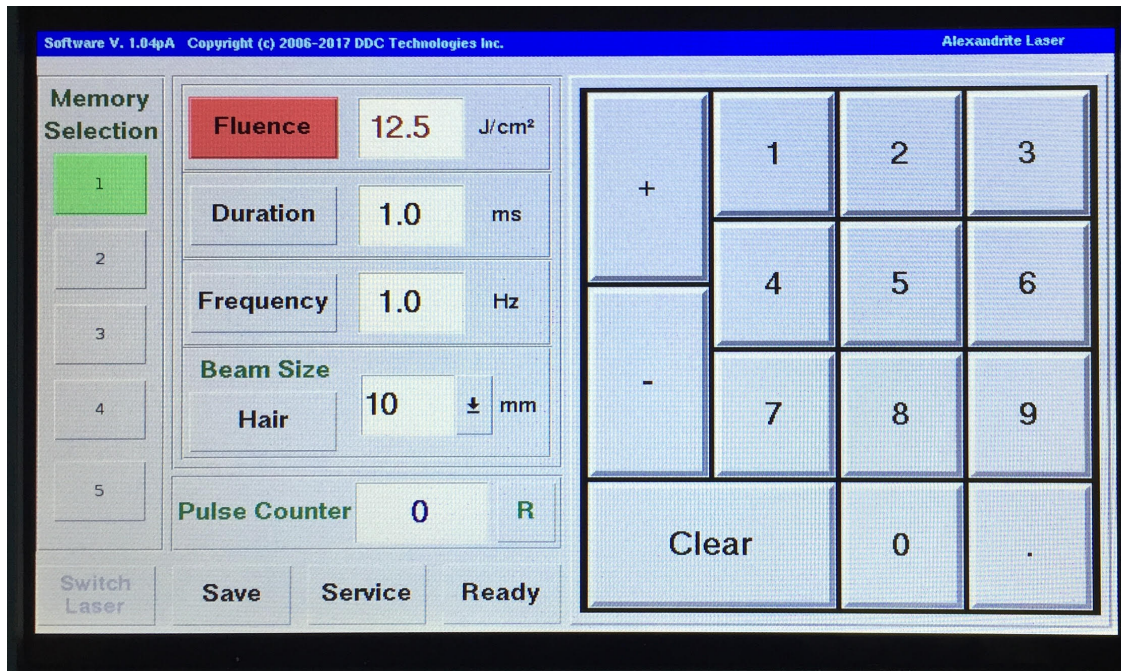 Software V. 1.04pA Copyright (c) 2006-2017 DDC Technologies Inc.
Alexandrite Laser
Memory
Selection
1
2
3
4
5
Fluence 12.5 J/cm²
Duration 1.0 ms
Frequency 1.0 Hz
Beam Size
Hair 10 mm
Pulse Counter 0 R
Switch
Laser
Save Service Ready
+ 1 2 3
4 5 6
- 7 8 9
Clear 0 .